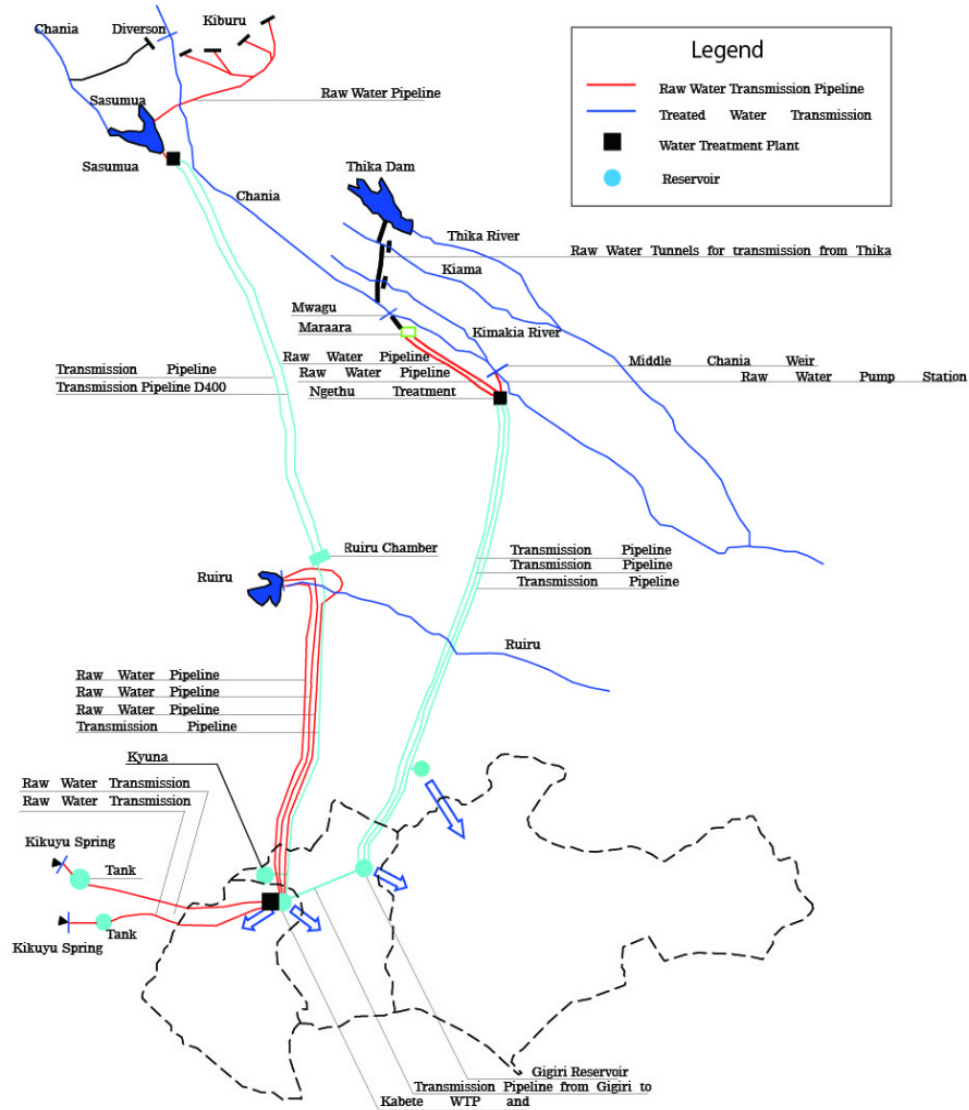 Chania
Diverson
Kiburu
Legend
Raw Water Transmission Pipeline
Treated Water Transmission
Water Treatment Plant
Reservoir
Sasumua
Raw Water Pipeline
Sasumua
Chania
Thika Dam
Thika River
Raw Water Tunnels for transmission from Thika
Kiama
Mwagu
Maraara
Kimakia River
Raw Water Pipeline
Middle Chania Weir
Transmission Pipeline
Raw Water Pipeline
Raw Water Pump Station
Transmission Pipeline D400
Ngethu Treatment
Ruiru Chamber
Transmission Pipeline
Transmission Pipeline
Transmission Pipeline
Ruiru
Ruiru
Raw Water Pipeline
Raw Water Pipeline
Raw Water Pipeline
Transmission Pipeline
Kyuna
Raw Water Transmission
Raw Water Transmission
Kikuyu Spring
Tank
Tank
Kikuyu Spring
Gigiri Reservoir
Transmission Pipeline from Gigiri to
Kabete WTP and